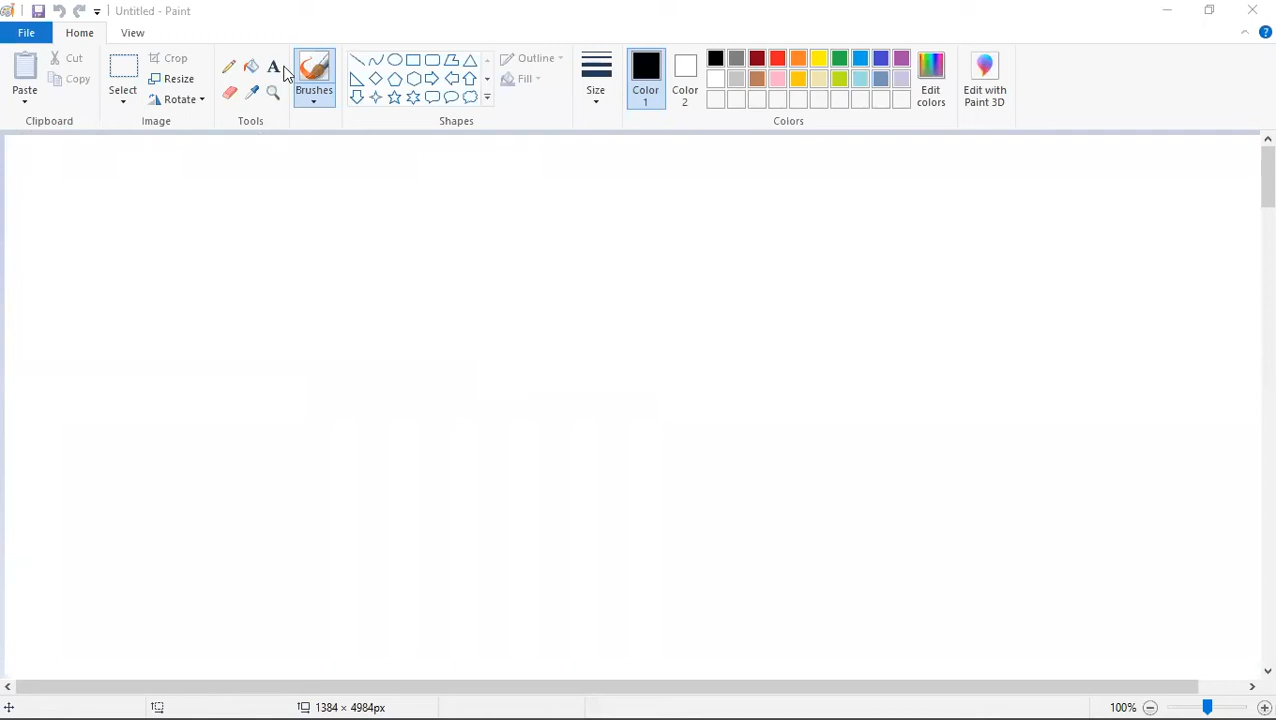 Untitled - Paint
File Home View
Paste Cut Copy Clipboard
Select Crop Resize Rotate Image
A Tools
Brushes
Shapes
Outline Fill
Size
Color 1 Color 2
Edit colors
Colors
Edit with Paint 3D
1384 × 4984px
100%